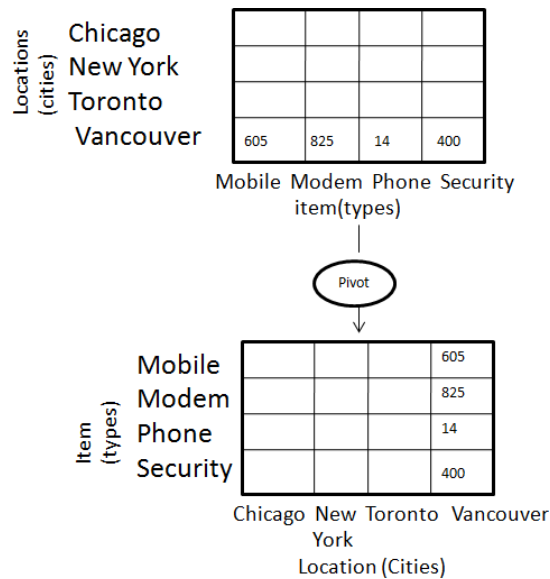 Locations
(cities)
Chicago
New York
Toronto
Vancouver
605 825 14 400
Mobile Modem Phone Security
item(types)
Pivot
Item
(types)
Mobile
605
Modem
825
Phone
14
Security
400
Chicago New Toronto Vancouver
York
Location (Cities)